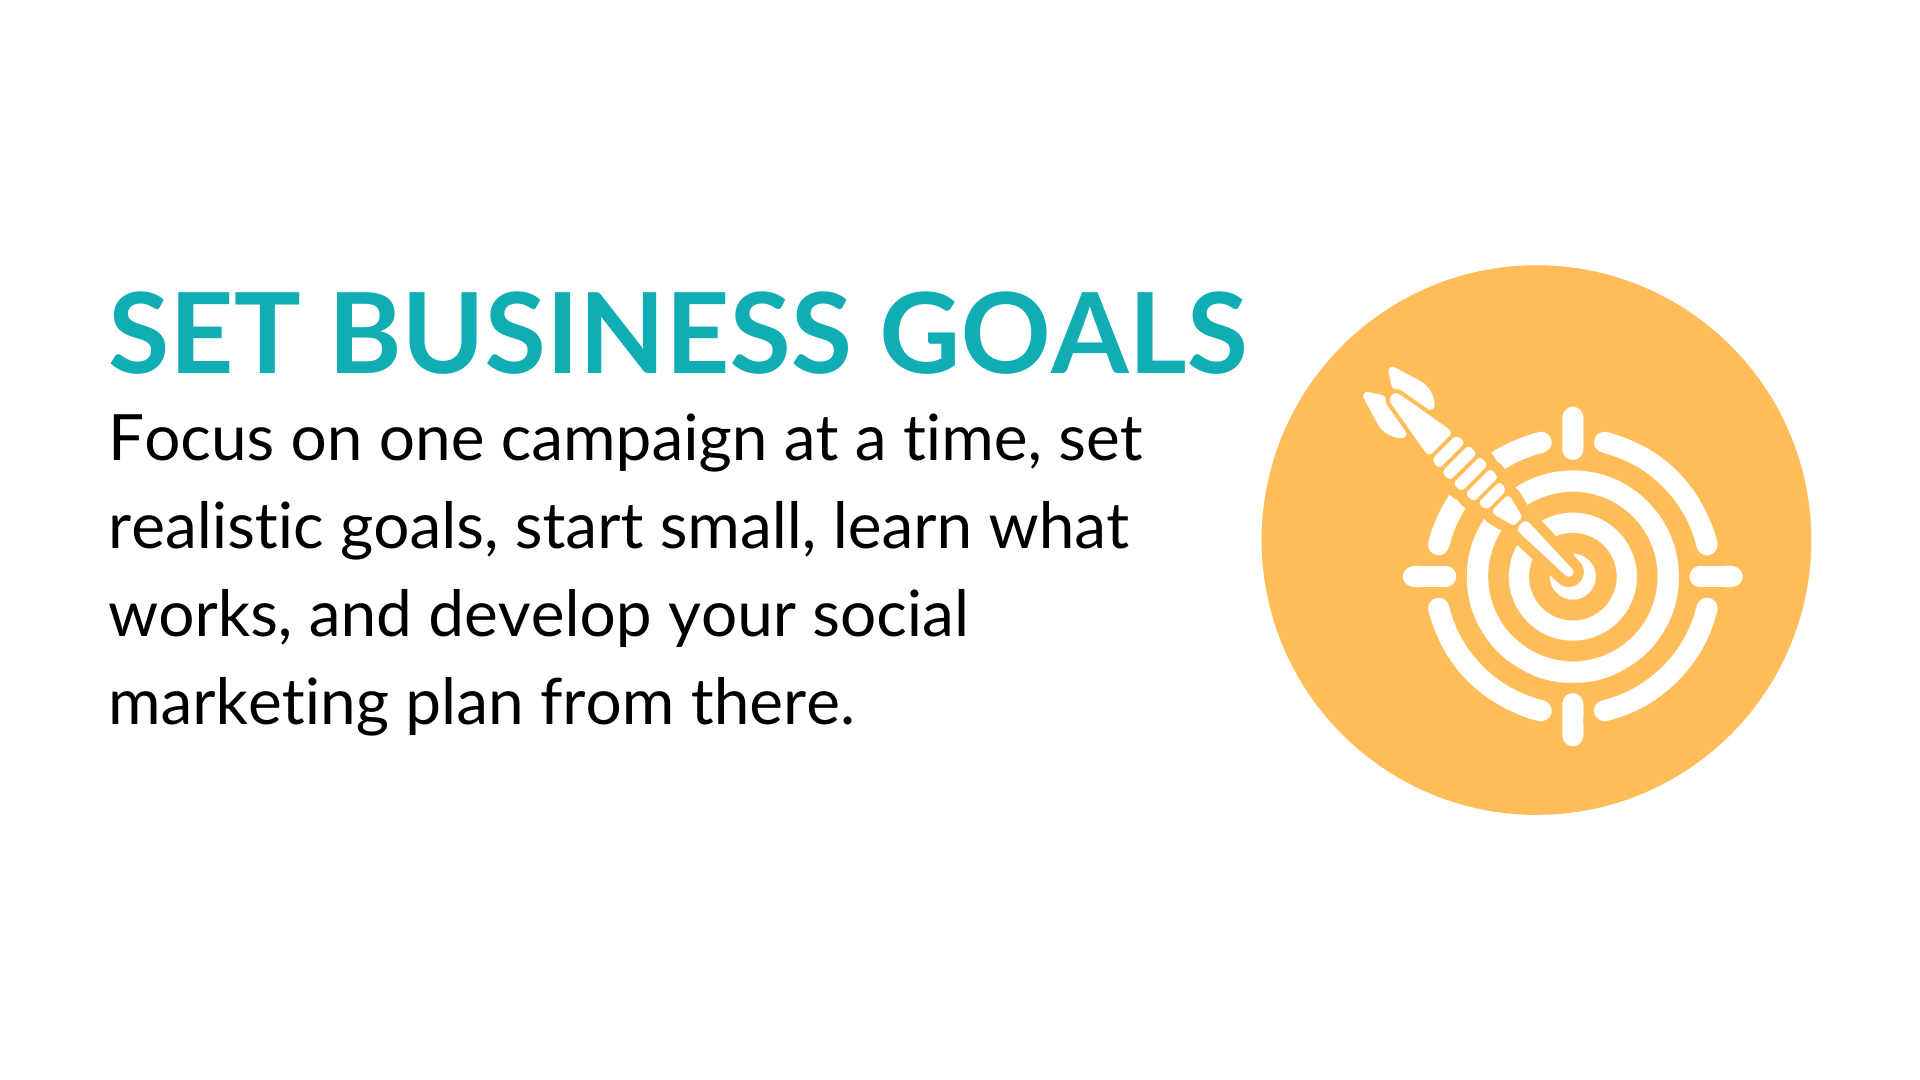 SET BUSINESS GOALS
Focus on one campaign at a time, set
realistic goals, start small, learn what
works, and develop your social
marketing plan from there.